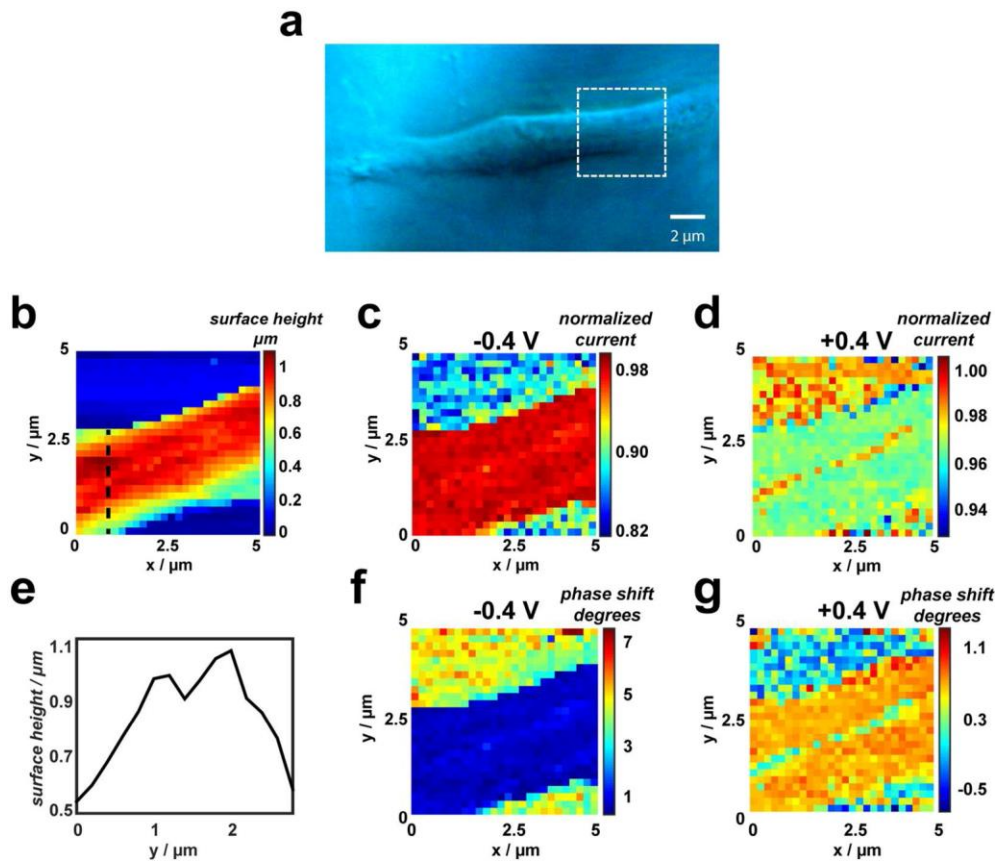 a
2 µm
b
surface height
µm
5
2.5
0
y / µm
0
2.5
5
x / µm
1
0.8
0.6
0.4
0.2
0
c
-0.4 V
normalized
current
5
2.5
0
y / µm
0
2.5
5
x / µm
0.98
0.90
0.82
d
+0.4 V
normalized
current
5
2.5
0
y / µm
0
2.5
5
x / µm
1.00
0.98
0.96
0.94
e
surface height / µm
1.1
0.9
0.7
0.5
0
1
2
y / µm
f
-0.4 V
phase shift
degrees
5
2.5
0
y / µm
0
2.5
5
x / µm
7
5
3
1
g
+0.4 V
phase shift
degrees
5
2.5
0
y / µm
0
2.5
5
x / µm
1.1
0.3
-0.5